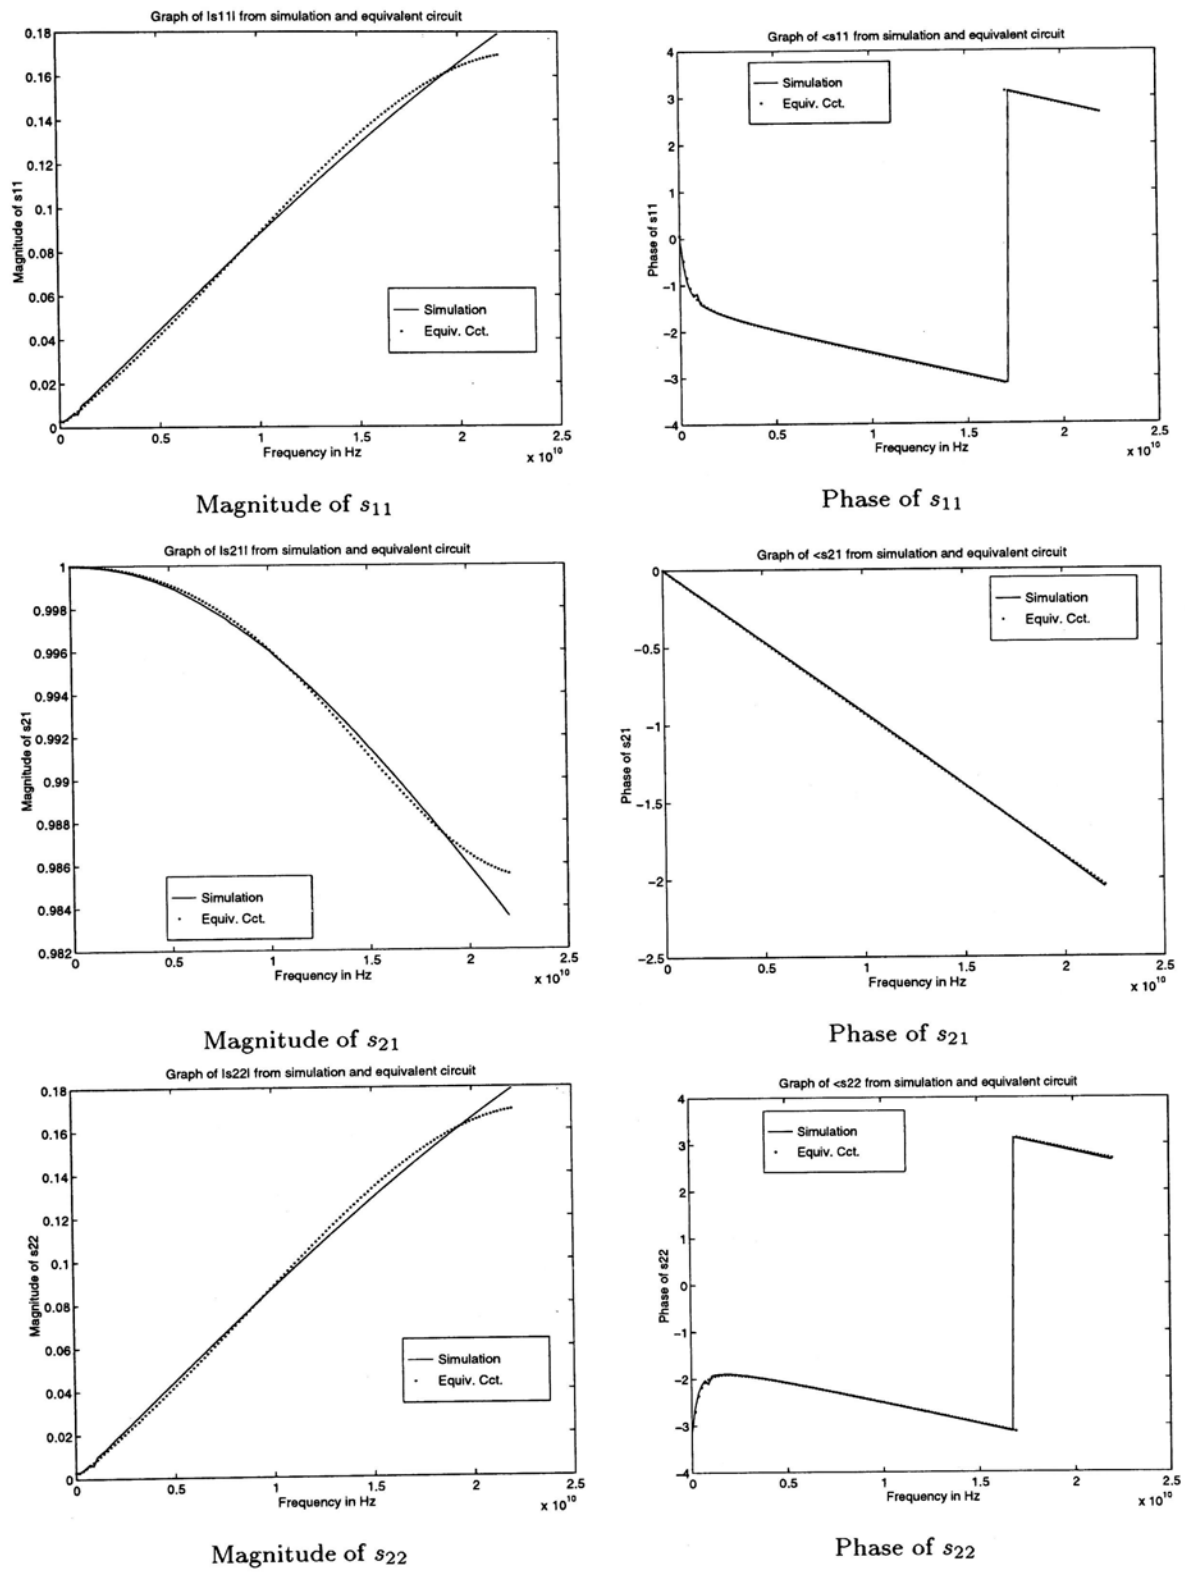 Graph of |s11| from simulation and equivalent circuit
0.18
0.16
0.14
0.12
0.1
0.08
0.06
0.04
0.02
0
Magnitude of s11
Simulation
Equiv. Cct.
0 0.5 1 1.5 2 2.5
Frequency in Hz
x 10^10
Magnitude of s11
Graph of <s11 from simulation and equivalent circuit
4
3
2
1
0
-1
-2
-3
-4
Phase of s11
Simulation
Equiv. Cct.
0 0.5 1 1.5 2 2.5
Frequency in Hz
x 10^10
Phase of s11
Graph of |s21| from simulation and equivalent circuit
1
0.998
0.996
0.994
0.992
0.99
0.988
0.986
0.984
0.982
Magnitude of s21
Simulation
Equiv. Cct.
0 0.5 1 1.5 2 2.5
Frequency in Hz
x 10^10
Magnitude of s21
Graph of <s21 from simulation and equivalent circuit
0
-0.5
-1
-1.5
-2
-2.5
Phase of s21
Simulation
Equiv. Cct.
0 0.5 1 1.5 2 2.5
Frequency in Hz
x 10^10
Phase of s21
Graph of |s22| from simulation and equivalent circuit
0.18
0.16
0.14
0.12
0.1
0.08
0.06
0.04
0.02
0
Magnitude of s22
Simulation
Equiv. Cct.
0 0.5 1 1.5 2 2.5
Frequency in Hz
x 10^10
Magnitude of s22
Graph of <s22 from simulation and equivalent circuit
4
3
2
1
0
-1
-2
-3
-4
Phase of s22
Simulation
Equiv. Cct.
0 0.5 1 1.5 2 2.5
Frequency in Hz
x 10^10
Phase of s22